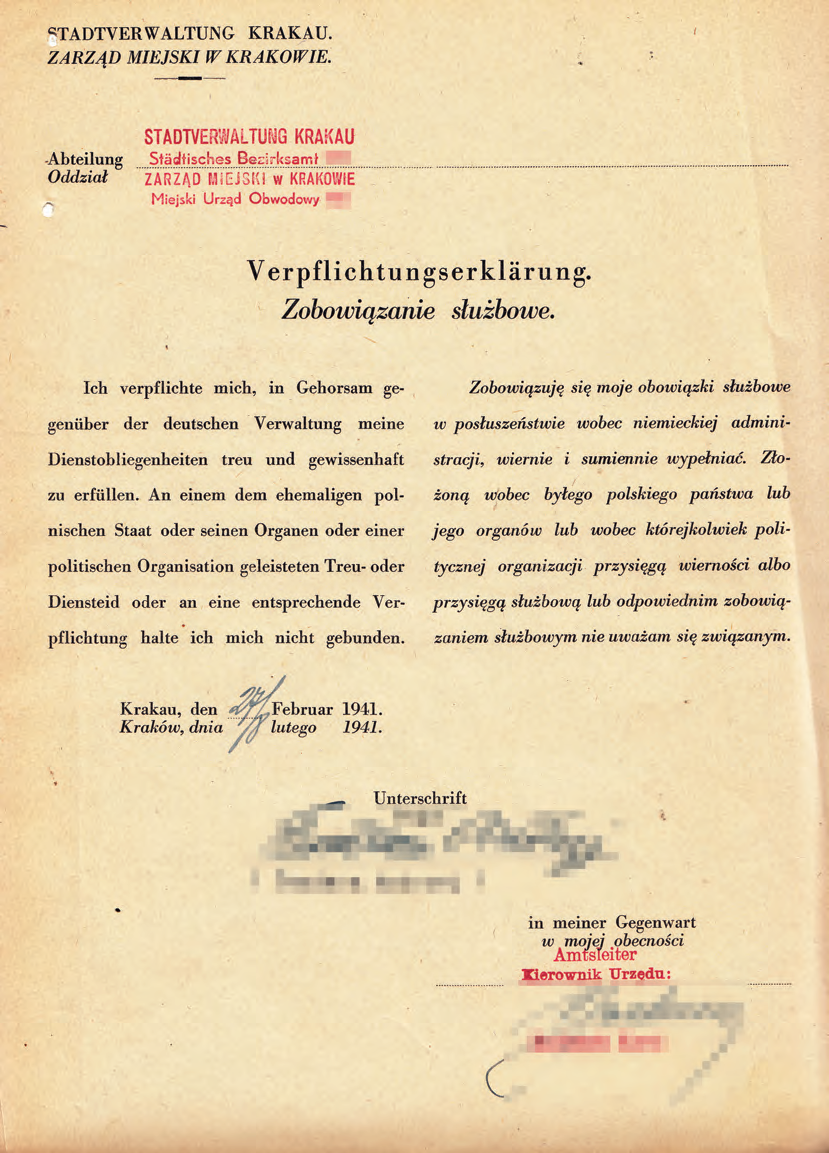 STADTVERWALTUNG KRAKAU.
ZARZĄD MIEJSKI W KRAKOWIE.
STADTVERWALTUNG KRAKAU
Abteilung Städtisches Bezirksamt
Oddział ZARZĄD MIEJSKI w KRAKOWIE
Miejski Urząd Obwodowy
Verpflichtungserklärung.
Zobowiązanie służbowe.
Ich verpflichte mich, in Gehorsam ge-
genüber der deutschen Verwaltung meine
Dienstobliegenheiten treu und gewissenhaft
zu erfüllen. An einem dem ehemaligen pol-
nischen Staat oder seinen Organen oder einer
politischen Organisation geleisteten Treu- oder
Diensteid oder an eine entsprechende Ver-
pflichtung halte ich mich nicht gebunden.
Zobowiązuję się moje obowiązki służbowe
w posłuszeństwie wobec niemieckiej admini-
stracji, wiernie i sumiennie wypełniać. Zło-
żoną wobec byłego polskiego państwa lub
jego organów lub wobec którejkolwiek poli-
tycznej organizacji przysięgą wierności albo
przysięgą służbową lub odpowiednim zobowią-
zaniem służbowym nie uważam się związanym.
Krakau, den 27/ Februar 1941.
Kraków, dnia lutego 1941.
Unterschrift
in meiner Gegenwart
w mojej obecności
Amtsleiter
Kierownik Urzędu: